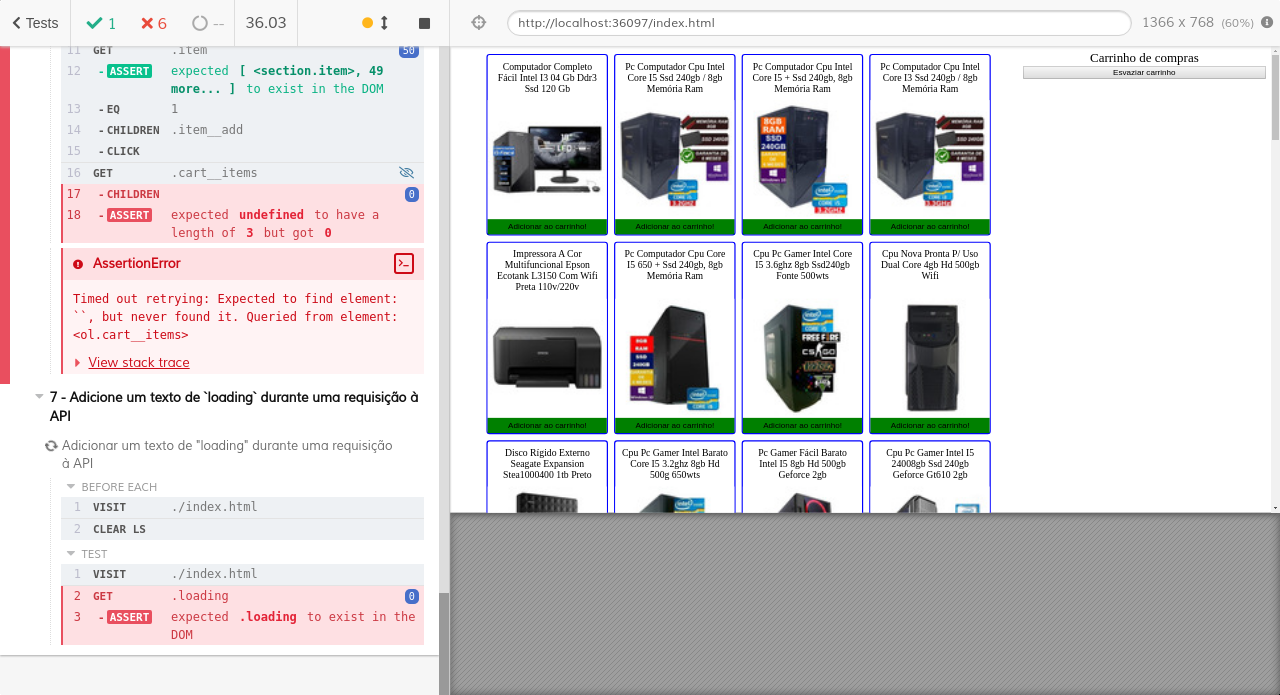 Tests
1
6
--
36.03
http://localhost:36097/index.html
1366 x 768 (60%)
11 GET .item 50
12 - ASSERT expected [ <section.item>, 49
more... ] to exist in the DOM
13 - EQ 1
14 - CHILDREN .item__add
15 - CLICK
16 GET .cart__items
17 - CHILDREN 0
18 - ASSERT expected undefined to have a
length of 3 but got 0
AssertionError
Timed out retrying: Expected to find element:
``, but never found it. Queried from element:
<ol.cart__items>
View stack trace
7 - Adicione um texto de `loading` durante uma requisição à
API
Adicionar um texto de "loading" durante uma requisição
à API
BEFORE EACH
1 VISIT ./index.html
2 CLEAR LS
TEST
1 VISIT ./index.html
2 GET .loading 0
3 - ASSERT expected .loading to exist in the
DOM
Computador Completo
Fácil Intel I3 04 Gb Ddr3
Ssd 120 Gb
Adicionar ao carrinho!
Pc Computador Cpu Intel
Core I5 Ssd 240gb / 8gb
Memória Ram
Adicionar ao carrinho!
Pc Computador Cpu Intel
Core I5 + Ssd 240gb, 8gb
Memória Ram
8GB
RAM
SSD
240GB
Adicionar ao carrinho!
Pc Computador Cpu Intel
Core I3 Ssd 240gb / 8gb
Memória Ram
Adicionar ao carrinho!
Impressora A Cor
Multifuncional Epson
Ecotank L3150 Com Wifi
Preta 110v/220v
Adicionar ao carrinho!
Pc Computador Cpu Core
I5 650 + Ssd 240gb, 8gb
Memória Ram
Adicionar ao carrinho!
Cpu Pc Gamer Intel Core
I5 3.6ghz 8gb Ssd240gb
Fonte 500wts
FREE FIRE
CS:GO
Adicionar ao carrinho!
Cpu Nova Pronta P/ Uso
Dual Core 4gb Hd 500gb
Wifi
Adicionar ao carrinho!
Disco Rígido Externo
Seagate Expansion
Stea1000400 1tb Preto
Cpu Pc Gamer Intel Barato
Core I5 3.2ghz 8gb Hd
500g 650wts
Pc Gamer Fácil Barato
Intel I5 8gb Hd 500gb
Geforce 2gb
Cpu Pc Gamer Intel I5
24008gb Ssd 240gb
Geforce Gt610 2gb
Carrinho de compras
Esvaziar carrinho